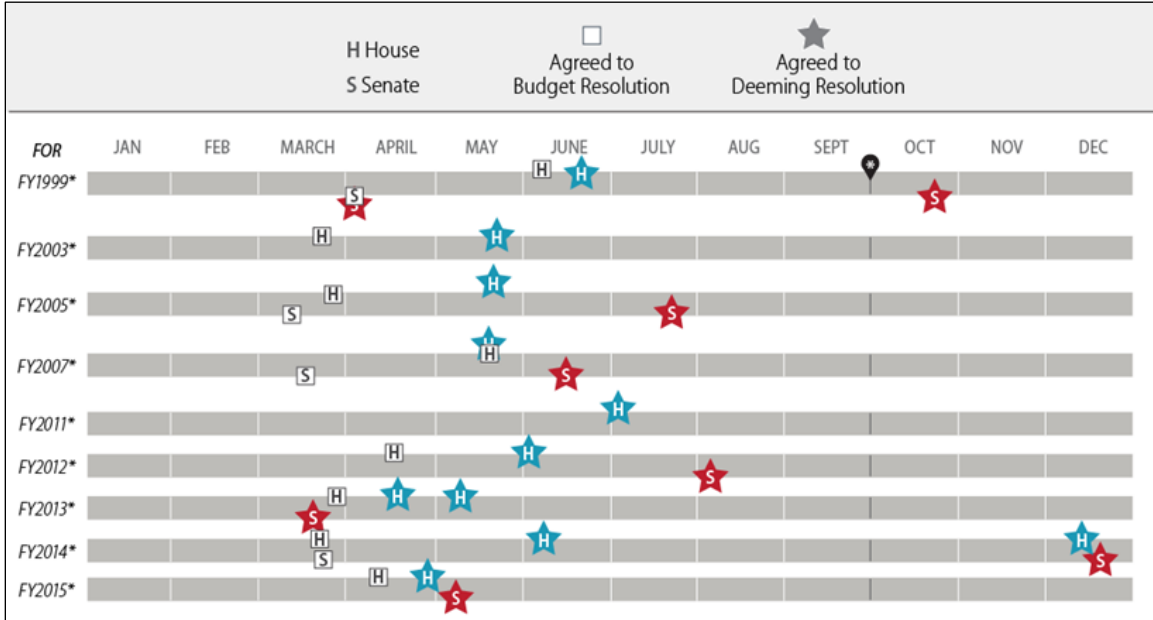 H House
S Senate
Agreed to
Budget Resolution
Agreed to
Deeming Resolution
FOR JAN FEB MARCH APRIL MAY JUNE JULY AUG SEPT OCT NOV DEC
*
H H
FY1999*
S S S
H H
FY2003*
H
H
FY2005*
S S
H H
FY2007*
S S
H
FY2011*
H H
FY2012*
S
H H H
FY2013*
S
H H H
FY2014*
S S
H H
FY2015*
S